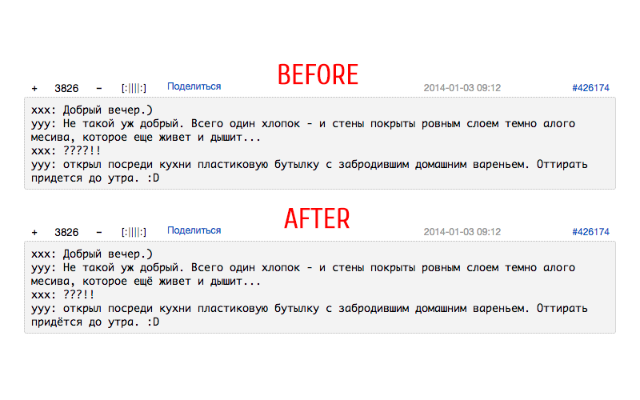 BEFORE
+ 3826 - [:||||:] Поделиться 2014-01-03 09:12 #426174
xxx: Добрый вечер.)
yyy: Не такой уж добрый. Всего один хлопок - и стены покрыты ровным слоем темно алого
месива, которое еще живет и дышит...
xxx: ????!!
yyy: открыл посреди кухни пластиковую бутылку с забродившим домашним вареньем. Оттирать
придется до утра. :D
AFTER
+ 3826 - [:||||:] Поделиться 2014-01-03 09:12 #426174
xxx: Добрый вечер.)
yyy: Не такой уж добрый. Всего один хлопок - и стены покрыты ровным слоем темно алого
месива, которое ещё живет и дышит...
xxx: ???!!
yyy: открыл посреди кухни пластиковую бутылку с забродившим домашним вареньем. Оттирать
придётся до утра. :D